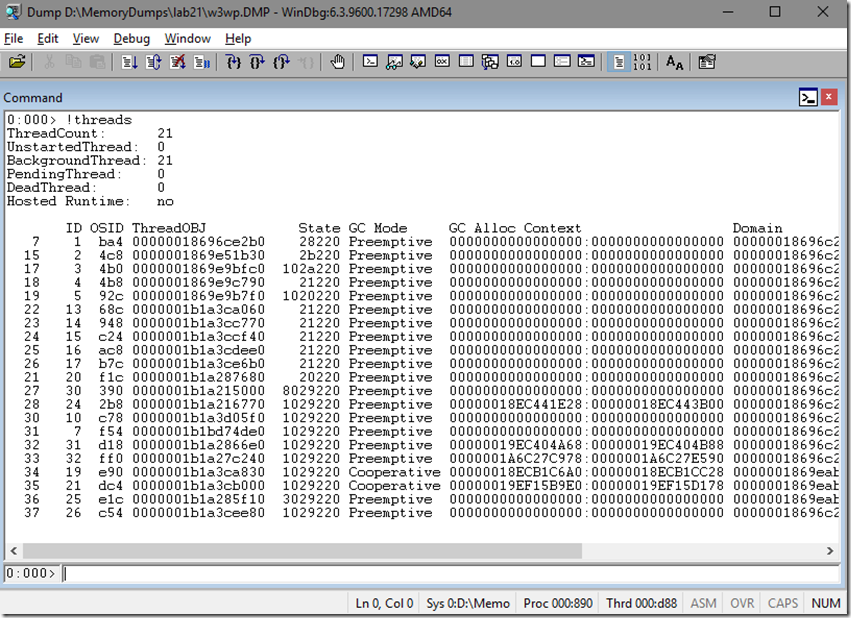 Dump D:\MemoryDumps\lab21\w3wp.DMP - WinDbg:6.3.9600.17298 AMD64
File Edit View Debug Window Help
101
101 AA
Command
0:000> !threads
ThreadCount: 21
UnstartedThread: 0
BackgroundThread: 21
PendingThread: 0
DeadThread: 0
Hosted Runtime: no
ID OSID ThreadOBJ State GC Mode GC Alloc Context Domain
7 1 ba4 00000018696ce2b0 28220 Preemptive 0000000000000000:0000000000000000 00000018696c2
15 2 4c8 0000001869e51b30 2b220 Preemptive 0000000000000000:0000000000000000 00000018696c2
17 3 4b0 0000001869e9bfc0 102a220 Preemptive 0000000000000000:0000000000000000 00000018696c2
18 4 4b8 0000001869e9c790 21220 Preemptive 0000000000000000:0000000000000000 00000018696c2
19 5 92c 0000001869e9b7f0 1020220 Preemptive 0000000000000000:0000000000000000 00000018696c2
22 13 68c 0000001b1a3ca060 21220 Preemptive 0000000000000000:0000000000000000 00000018696c2
23 14 948 0000001b1a3cc770 21220 Preemptive 0000000000000000:0000000000000000 00000018696c2
24 15 c24 0000001b1a3ccf40 21220 Preemptive 0000000000000000:0000000000000000 00000018696c2
25 16 ac8 0000001b1a3cdee0 21220 Preemptive 0000000000000000:0000000000000000 00000018696c2
26 17 b7c 0000001b1a3ce6b0 21220 Preemptive 0000000000000000:0000000000000000 00000018696c2
21 20 f1c 0000001b1a287680 20220 Preemptive 0000000000000000:0000000000000000 00000018696c2
27 30 390 0000001b1a215000 8029220 Preemptive 0000000000000000:0000000000000000 00000018696c2
28 24 2b8 0000001b1a216770 1029220 Preemptive 00000018EC441E28:00000018EC443B00 00000018696c2
30 10 c78 0000001b1a3d05f0 1029220 Preemptive 0000000000000000:0000000000000000 00000018696c2
31 7 f54 0000001b1bd74de0 1029220 Preemptive 0000000000000000:0000000000000000 00000018696c2
32 31 d18 0000001b1a2866e0 1029220 Preemptive 00000019EC404A68:00000019EC404B88 00000018696c2
33 32 ff0 0000001b1a27c240 1029220 Preemptive 0000001A6C27C978:0000001A6C27E590 00000018696c2
34 19 e90 0000001b1a3ca830 1029220 Cooperative 00000018ECB1C6A0:00000018ECB1CC28 0000001869eab
35 21 dc4 0000001b1a3cb000 1029220 Cooperative 00000019EF15B9E0:00000019EF15D178 0000001869eab
36 25 e1c 0000001b1a285f10 3029220 Preemptive 0000000000000000:0000000000000000 0000001869eab
37 26 c54 0000001b1a3cee80 1029220 Preemptive 0000000000000000:0000000000000000 00000018696c2
0:000>
Ln 0, Col 0 Sys 0:D:\Memo Proc 000:890 Thrd 000:d88 ASM OVR CAPS NUM